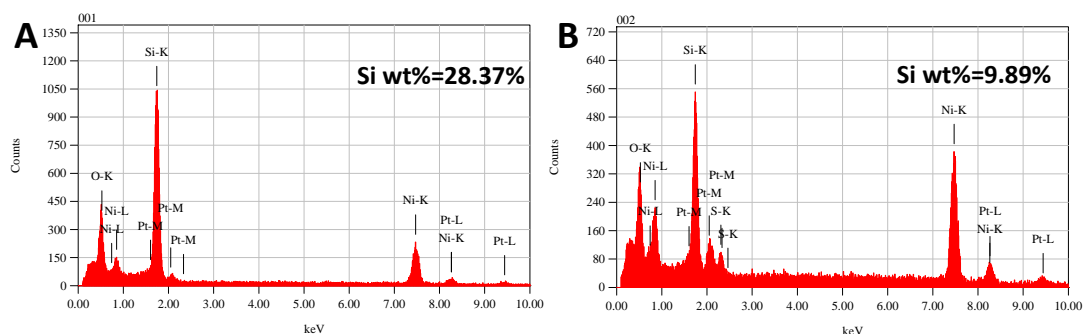 A
001
Si wt%=28.37%
Counts
1350
1200
1050
900
750
600
450
300
150
0
Si-K
O-K
Ni-L
Ni-L
Pt-M
Pt-M
Pt-M
Ni-K
Pt-L
Ni-K
Pt-L
0.00 1.00 2.00 3.00 4.00 5.00 6.00 7.00 8.00 9.00 10.00
keV
B
002
Si wt%=9.89%
Counts
720
640
560
480
400
320
240
160
80
0
Si-K
Ni-K
O-K
Ni-L
Ni-L
Pt-M
Pt-M
Pt-M
S-K
S-K
Pt-L
Ni-K
Pt-L
0.00 1.00 2.00 3.00 4.00 5.00 6.00 7.00 8.00 9.00 10.00
keV